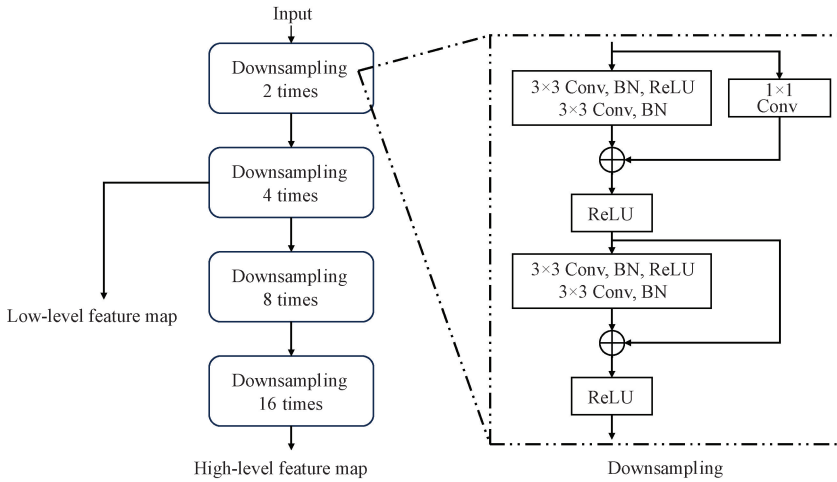 Input
Downsampling
2 times
Downsampling
4 times
Downsampling
8 times
Downsampling
16 times
Low-level feature map
High-level feature map
3×3 Conv, BN, ReLU
3×3 Conv, BN
1×1
Conv
ReLU
3×3 Conv, BN, ReLU
3×3 Conv, BN
ReLU
Downsampling